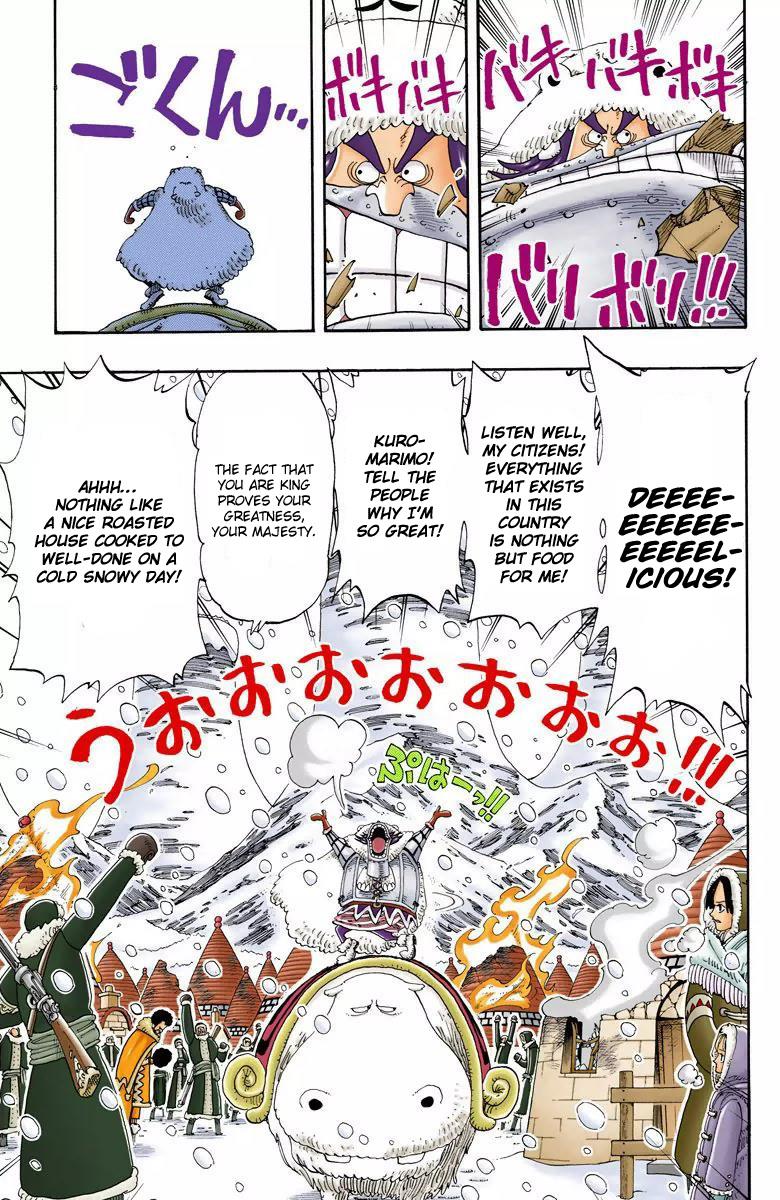 バキ バキ ボキ
バリ ボリ!!!
ボキ バキ
ごくん…
DEEEE-
EEEEEE-
EEEEEL-
ICIOUS!
LISTEN WELL,
MY CITIZENS!
EVERYTHING
THAT EXISTS
IN THIS
COUNTRY
IS NOTHING
BUT FOOD
FOR ME!
KURO-
MARIMO!
TELL THE
PEOPLE
WHY I'M
SO GREAT!
THE FACT THAT
YOU ARE KING
PROVES YOUR
GREATNESS,
YOUR MAJESTY.
AHHH...
NOTHING LIKE
A NICE ROASTED
HOUSE COOKED TO
WELL-DONE ON A
COLD SNOWY DAY!
うおおおおおおお!!!
ぷはーっ!!